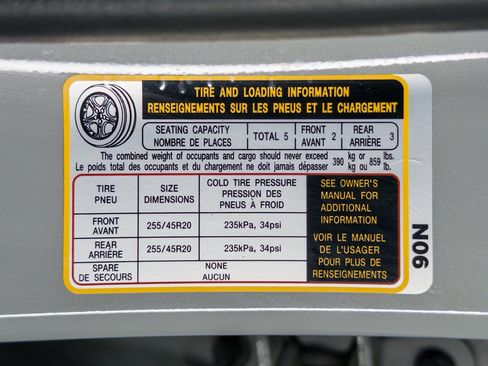 TIRE AND LOADING INFORMATION
RENSEIGNEMENTS SUR LES PNEUS ET LE CHARGEMENT
SEATING CAPACITY
NOMBRE DE PLACES
TOTAL 5
FRONT
AVANT 2
REAR
ARRIÈRE 3
The combined weight of occupants and cargo should never exceed 390 kg or 859 lbs.
Le poids total des occupants et du chargement ne doit jamais dépasser kg ou lb.
TIRE
PNEU
SIZE
DIMENSIONS
COLD TIRE PRESSURE
PRESSION DES
PNEUS À FROID
FRONT
AVANT
255/45R20
235kPa, 34psi
REAR
ARRIÈRE
255/45R20
235kPa, 34psi
SPARE
DE SECOURS
NONE
AUCUN
SEE OWNER'S
MANUAL FOR
ADDITIONAL
INFORMATION
VOIR LE MANUEL
DE L'USAGER
POUR PLUS DE
RENSEIGNEMENTS
90N